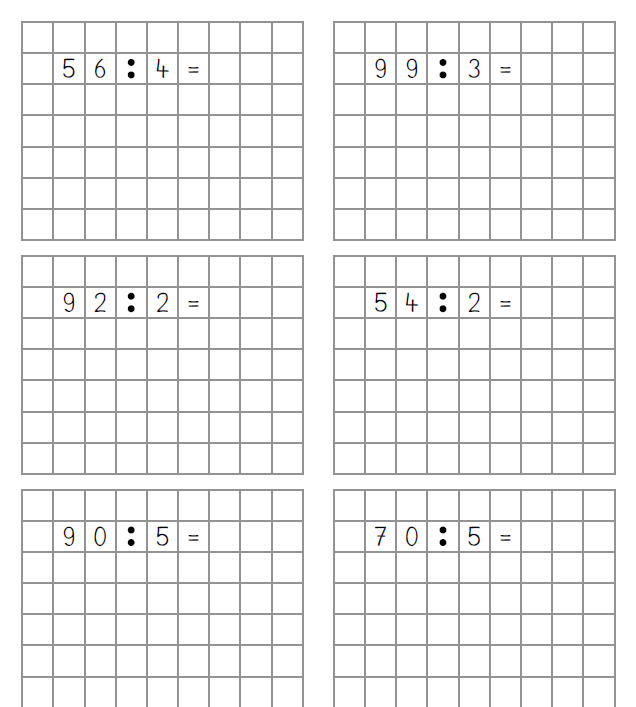 56 : 4 =
99 : 3 =
92 : 2 =
54 : 2 =
90 : 5 =
70 : 5 =